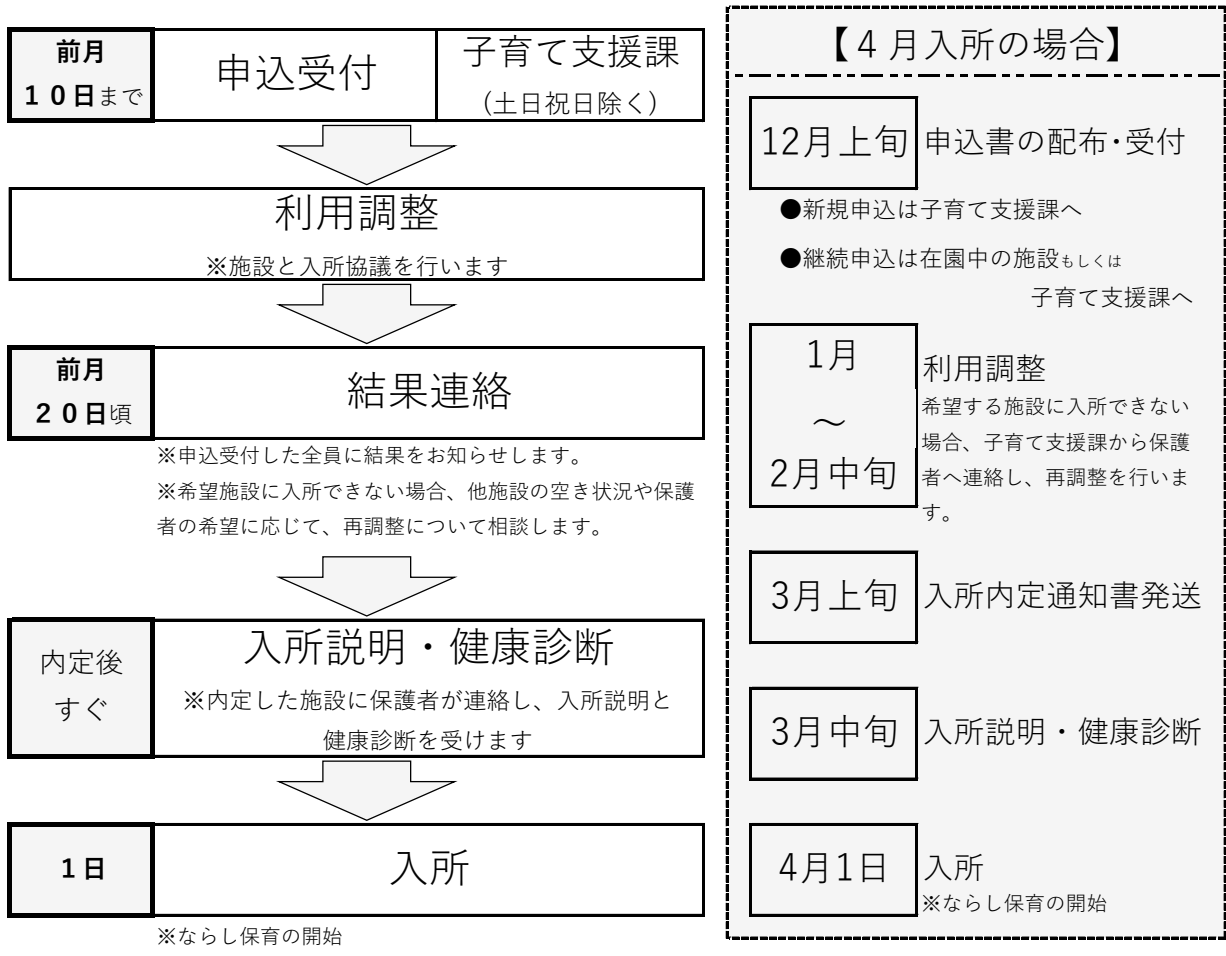 前月
１０日まで
申込受付
子育て支援課
（土日祝日除く）
利用調整
※施設と入所協議を行います
前月
２０日頃
結果連絡
※申込受付した全員に結果をお知らせします。
※希望施設に入所できない場合、他施設の空き状況や保護
者の希望に応じて、再調整について相談します。
内定後
すぐ
入所説明・健康診断
※内定した施設に保護者が連絡し、入所説明と
健康診断を受けます
１日
入所
※ならし保育の開始
【４月入所の場合】
12月上旬
申込書の配布・受付
●新規申込は子育て支援課へ
●継続申込は在園中の施設もしくは
子育て支援課へ
1月
～
2月中旬
利用調整
希望する施設に入所できない
場合、子育て支援課から保護
者へ連絡し、再調整を行いま
す。
3月上旬
入所内定通知書発送
3月中旬
入所説明・健康診断
4月1日
入所
※ならし保育の開始